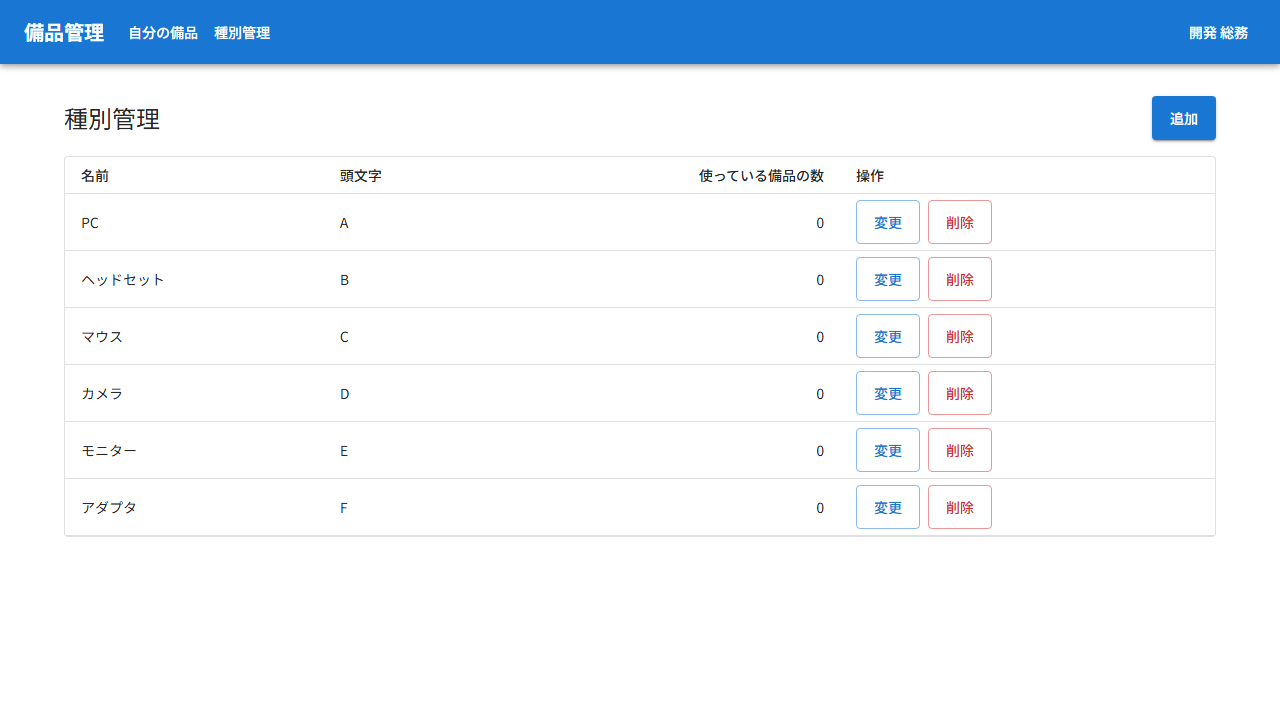 備品管理 自分の備品 種別管理 開発 総務
種別管理 追加
名前 頭文字 使っている備品の数 操作
PC A 0 変更 削除
ヘッドセット B 0 変更 削除
マウス C 0 変更 削除
カメラ D 0 変更 削除
モニター E 0 変更 削除
アダプタ F 0 変更 削除